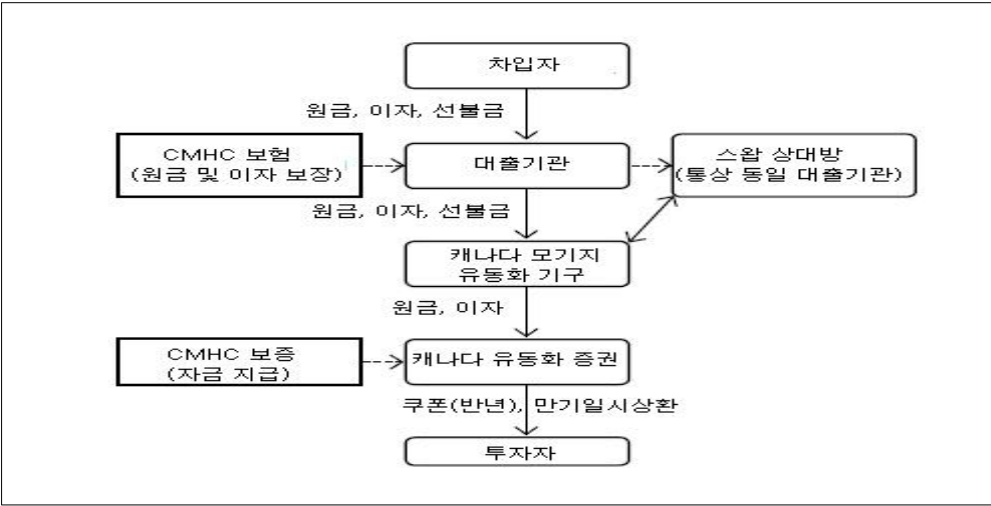 차입자
원금, 이자, 선불금
CMHC 보험
(원금 및 이자 보장)
대출기관
스왑 상대방
(통상 동일 대출기관)
원금, 이자, 선불금
캐나다 모기지
유동화 기구
원금, 이자
CMHC 보증
(자금 지급)
캐나다 유동화 증권
쿠폰(반년), 만기일시상환
투자자